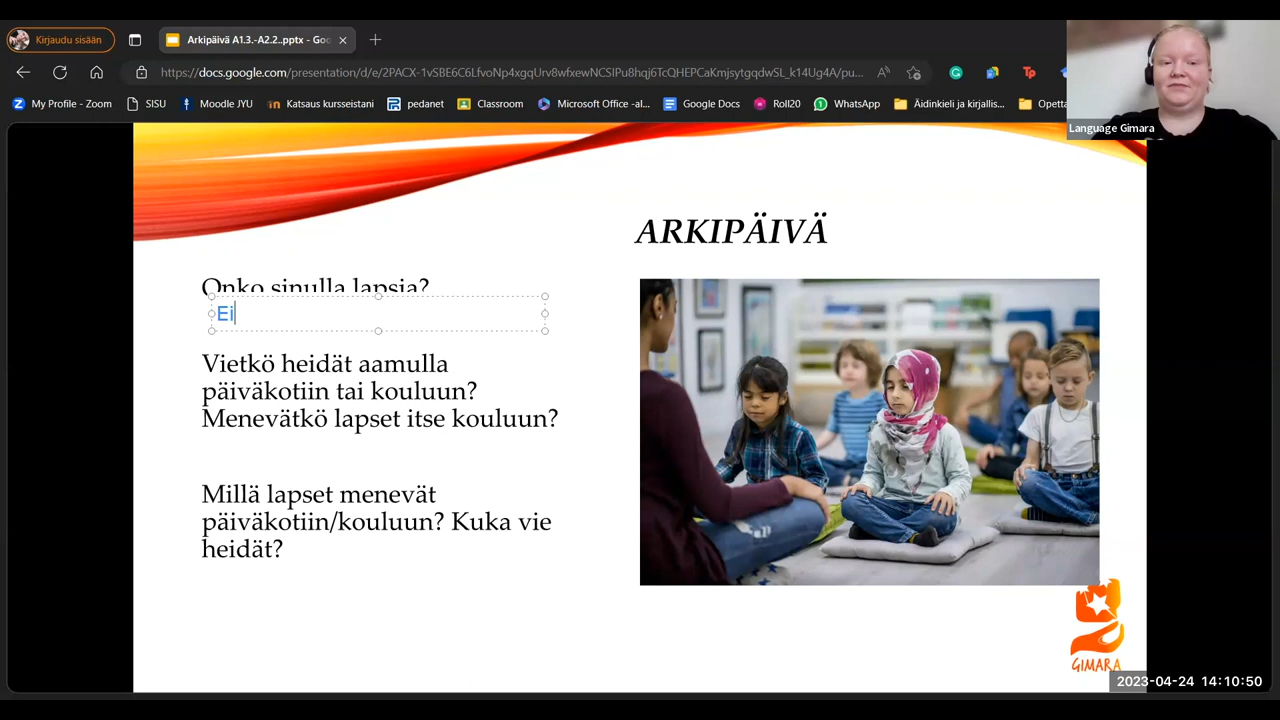 Kirjaudu sisään
Arkipäivä A1.3.-A2.2..pptx - Goo
https://docs.google.com/presentation/d/e/2PACX-1vSBE6C6LfvoNp4xgqUrv8wfxewNCSIPu8hqj6TcQHEPCaKmjsytgqdwSL_k14Ug4A/pu...
My Profile - Zoom
SISU
Moodle JYU
Katsaus kursseistani
pedanet
Classroom
Microsoft Office -al...
Google Docs
Roll20
WhatsApp
Äidinkieli ja kirjallis...
Opetta
Language Gimara
ARKIPÄIVÄ
Onko sinulla lapsia?
Ei
Vietkö heidät aamulla
päiväkotiin tai kouluun?
Menevätkö lapset itse kouluun?
Millä lapset menevät
päiväkotiin/kouluun? Kuka vie
heidät?
GIMARA
2023-04-24 14:10:50